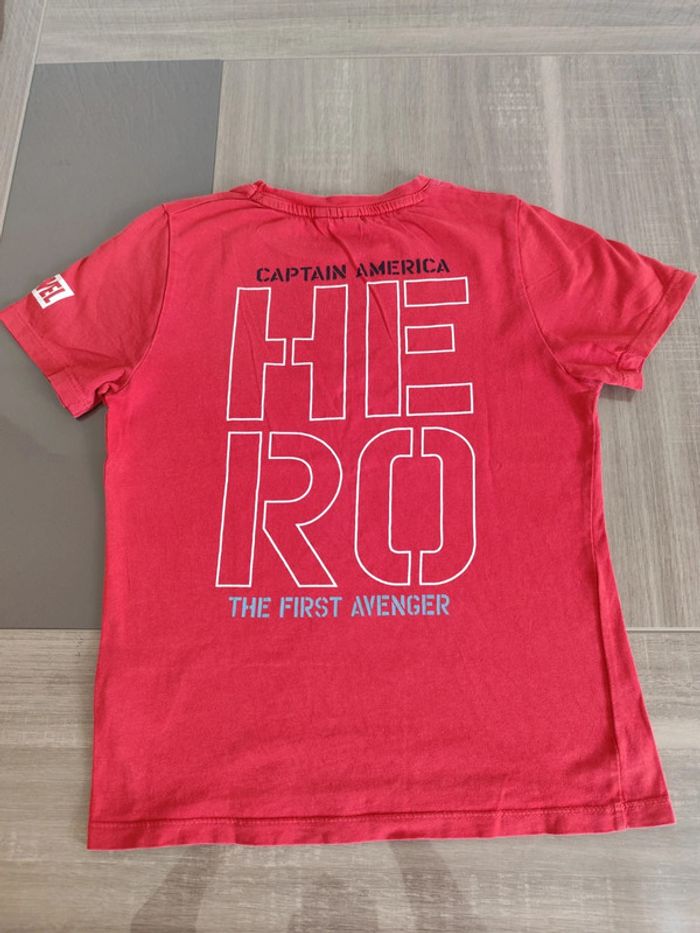 CAPTAIN AMERICA
HE
RO
THE FIRST AVENGER